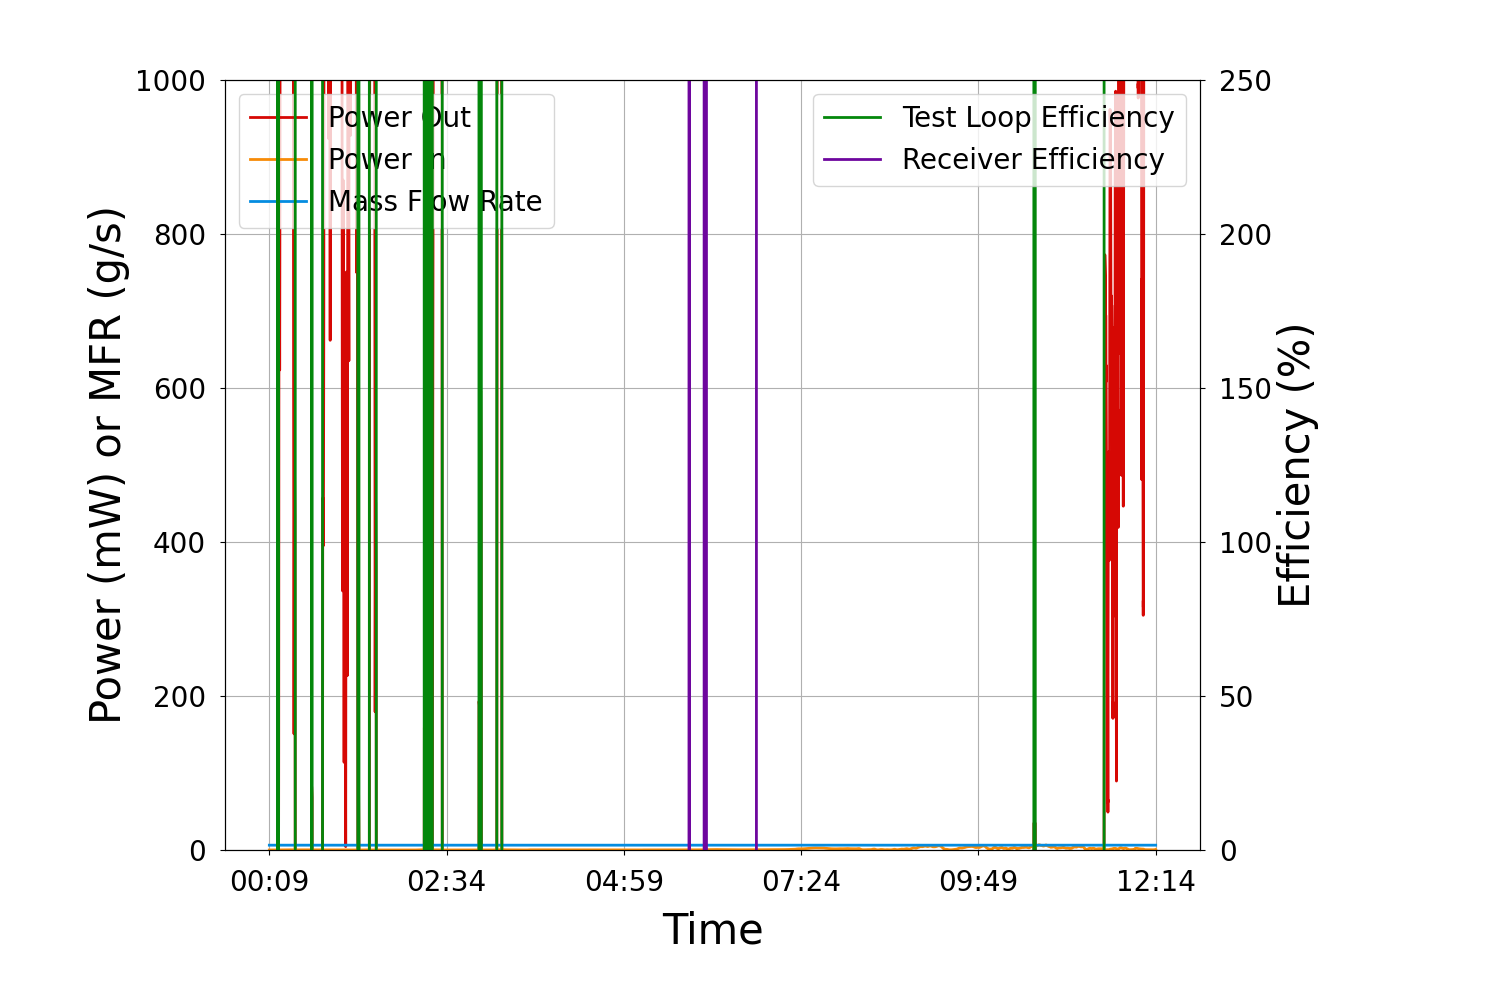 1000
800
600
400
200
0
Power (mW) or MFR (g/s)
Power Out
Power In
Mass Flow Rate
Test Loop Efficiency
Receiver Efficiency
250
200
150
100
50
0
Efficiency (%)
00:09 02:34 04:59 07:24 09:49 12:14
Time